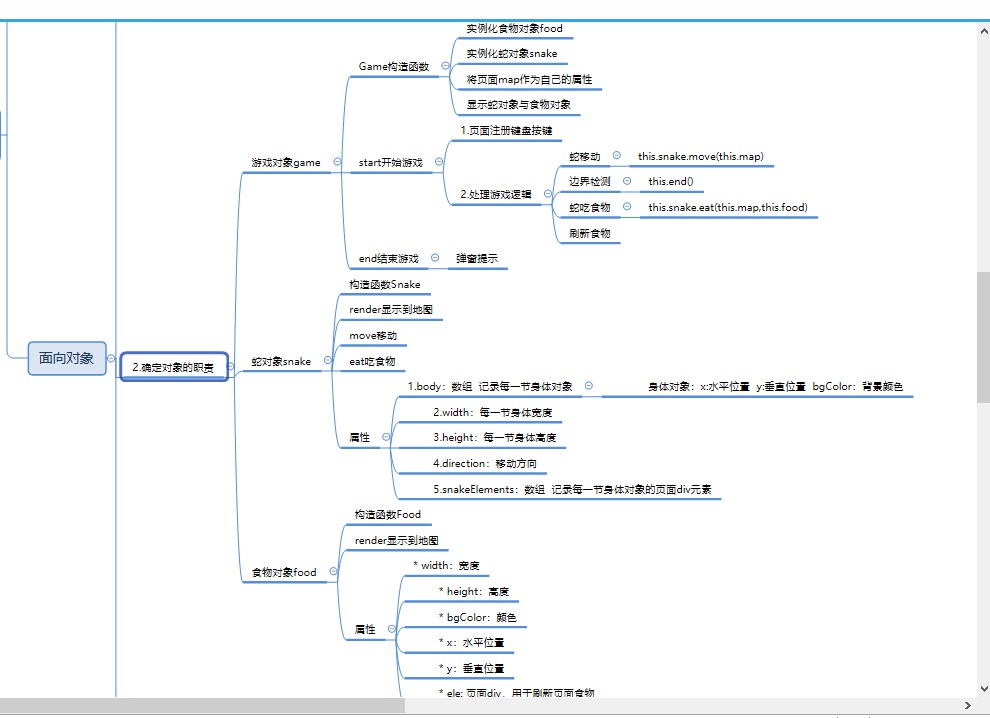 实例化食物对象food
实例化蛇对象snake
Game构造函数
将页面map作为自己的属性
显示蛇对象与食物对象
1.页面注册键盘按键
游戏对象game
start开始游戏
蛇移动
this.snake.move(this.map)
边界检测
this.end()
2.处理游戏逻辑
蛇吃食物
this.snake.eat(this.map,this.food)
刷新食物
end结束游戏
弹窗提示
构造函数Snake
render显示到地图
move移动
面向对象
2.确定对象的职责
蛇对象snake
eat吃食物
1.body：数组 记录每一节身体对象
身体对象：x:水平位置 y:垂直位置 bgColor：背景颜色
2.width：每一节身体宽度
属性
3.height：每一节身体高度
4.direction：移动方向
5.snakeElements：数组 记录每一节身体对象的页面div元素
构造函数Food
render显示到地图
食物对象food
* width：宽度
* height：高度
* bgColor：颜色
属性
* x：水平位置
* y：垂直位置
* ele: 页面div，用于刷新页面食物